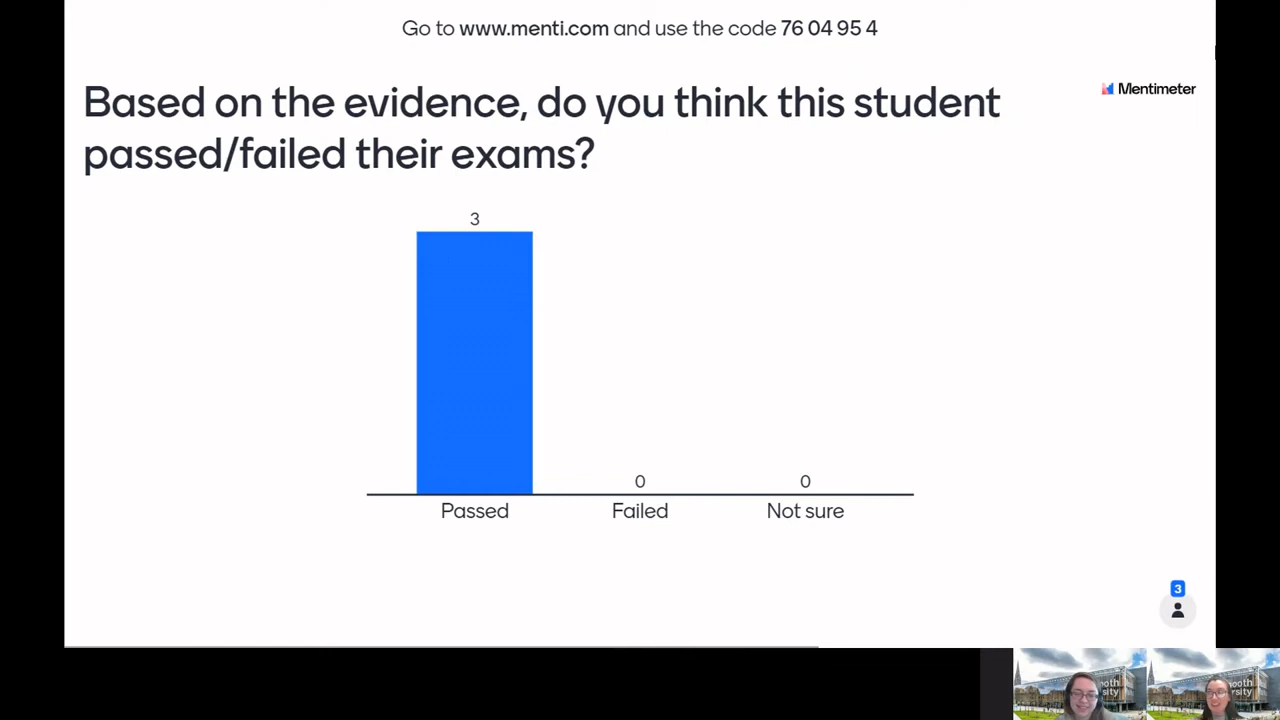 Go to www.menti.com and use the code 76 04 95 4
Based on the evidence, do you think this student
Mentimeter
passed/failed their exams?
3
0
0
Passed
Failed
Not sure
3